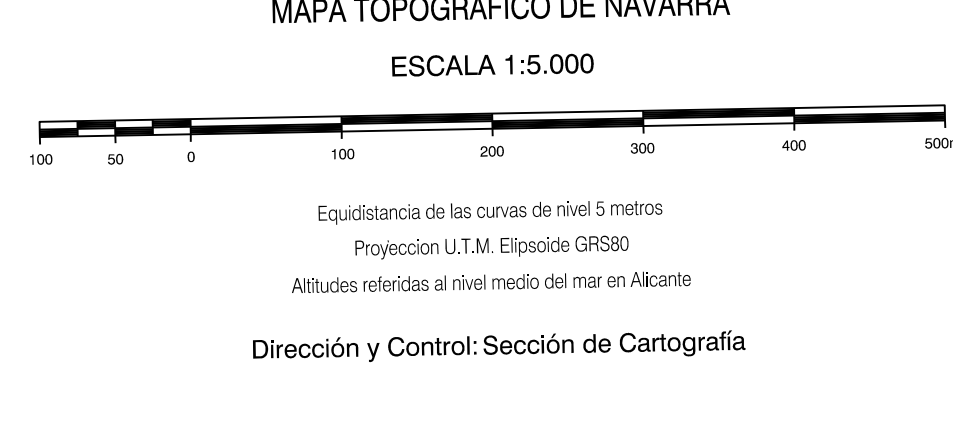 MAPA TOPOGRAFICO DE NAVARRA
ESCALA 1:5.000
100 50 0 100 200 300 400 500m
Equidistancia de las curvas de nivel 5 metros
Proyeccion U.T.M. Elipsoide GRS80
Altitudes referidas al nivel medio del mar en Alicante
Dirección y Control: Sección de Cartografía